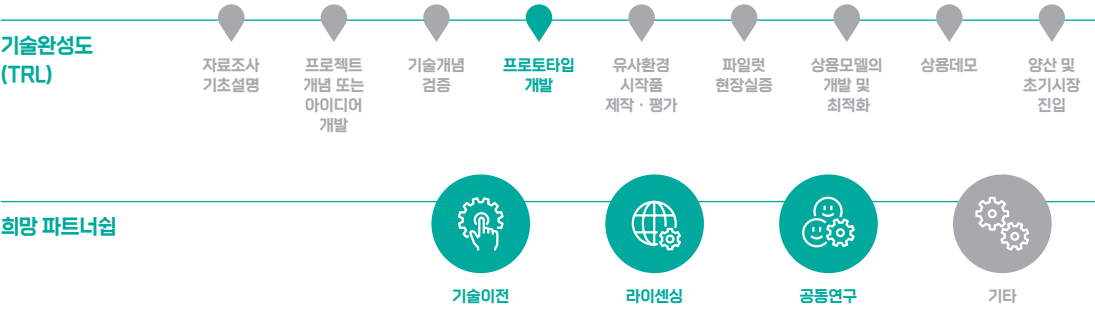 기술완성도
(TRL)
자료조사
기초설명
프로젝트
개념 또는
아이디어
개발
기술개념
검증
프로토타입
개발
유사환경
시작품
제작 · 평가
파일럿
현장실증
상용모델의
개발 및
최적화
상용데모
양산 및
초기시장
진입
희망 파트너쉽
기술이전
라이센싱
공동연구
기타